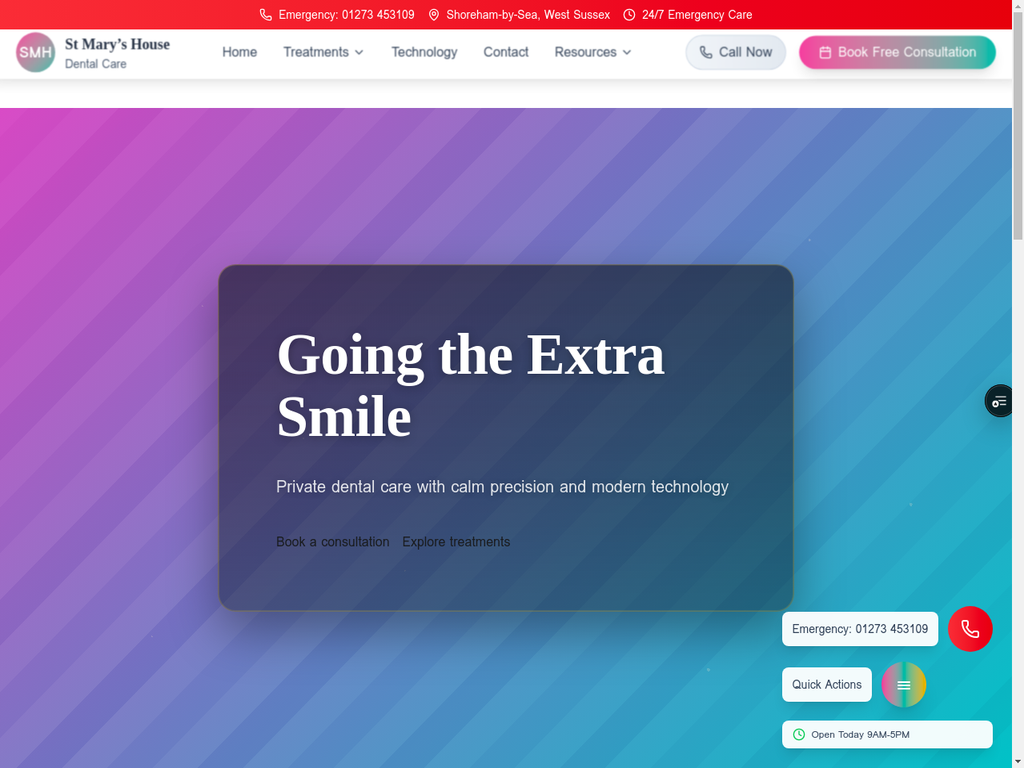 Emergency: 01273 453109 Shoreham-by-Sea, West Sussex 24/7 Emergency Care
SMH
St Mary’s House
Dental Care
Home Treatments Technology Contact Resources Call Now Book Free Consultation
Going the Extra
Smile
Private dental care with calm precision and modern technology
Book a consultation Explore treatments
Emergency: 01273 453109
Quick Actions
Open Today 9AM-5PM